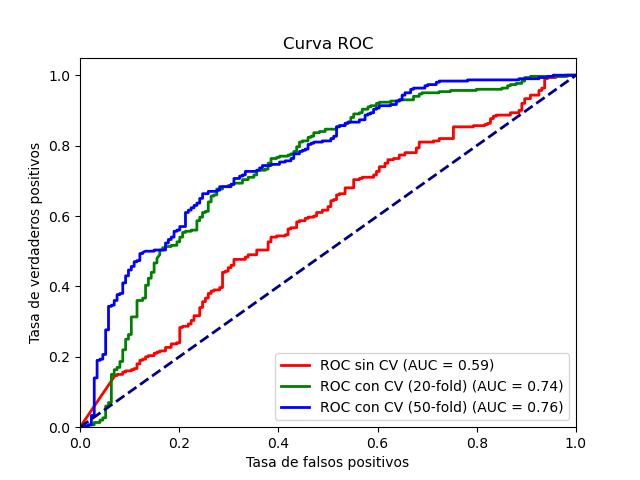 Curva ROC
Tasa de verdaderos positivos
1.0
0.8
0.6
0.4
0.2
0.0
ROC sin CV (AUC = 0.59)
ROC con CV (20-fold) (AUC = 0.74)
ROC con CV (50-fold) (AUC = 0.76)
0.0 0.2 0.4 0.6 0.8 1.0
Tasa de falsos positivos